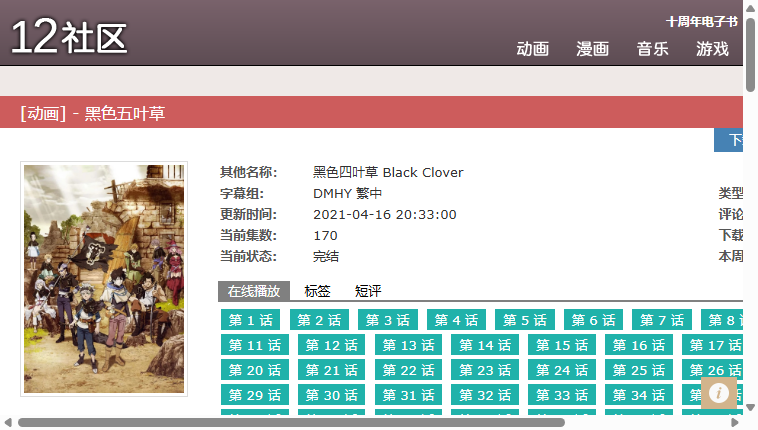 12社区
十周年电子书
动画 漫画 音乐 游戏
[动画] - 黑色五叶草
其他名称: 黑色四叶草 Black Clover
字幕组: DMHY 繁中 类型
更新时间: 2021-04-16 20:33:00 评论
当前集数: 170 下载
当前状态: 完结 本周
在线播放 标签 短评
第 1 话 第 2 话 第 3 话 第 4 话 第 5 话 第 6 话 第 7 话 第 8
第 11 话 第 12 话 第 13 话 第 14 话 第 15 话 第 16 话 第 17 话
第 20 话 第 21 话 第 22 话 第 23 话 第 24 话 第 25 话 第 26 话
第 29 话 第 30 话 第 31 话 第 32 话 第 33 话 第 34 话